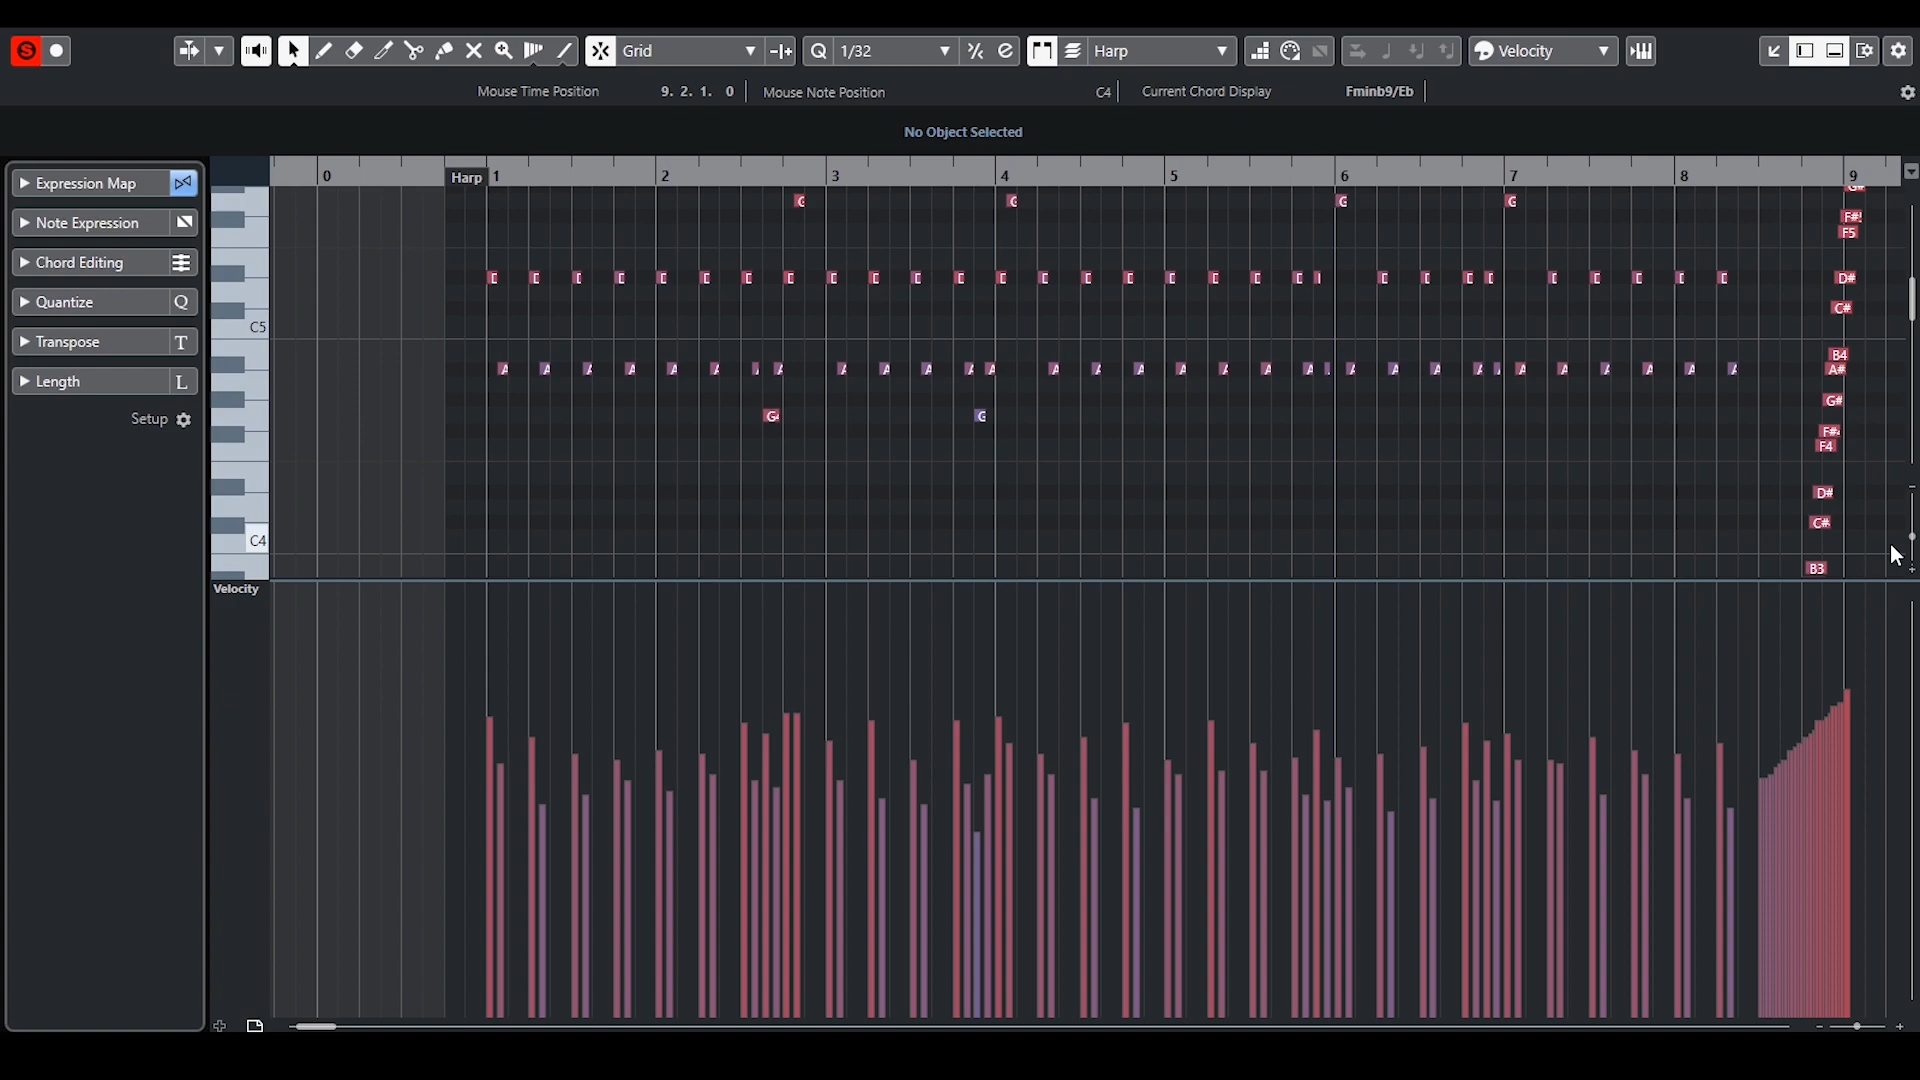 S Grid Q 1/32 Harp Velocity
Mouse Time Position 9. 2. 1. 0 Mouse Note Position C4 Current Chord Display Fminb9/Eb
No Object Selected
Expression Map
Note Expression
Chord Editing
Quantize Q
Transpose T
Length L
Setup
0 Harp 1 2 3 4 5 6 7 8 9
F5
D#
C#
C5
B4
A#
G#
F4
D#
C#
C4
B3
Velocity